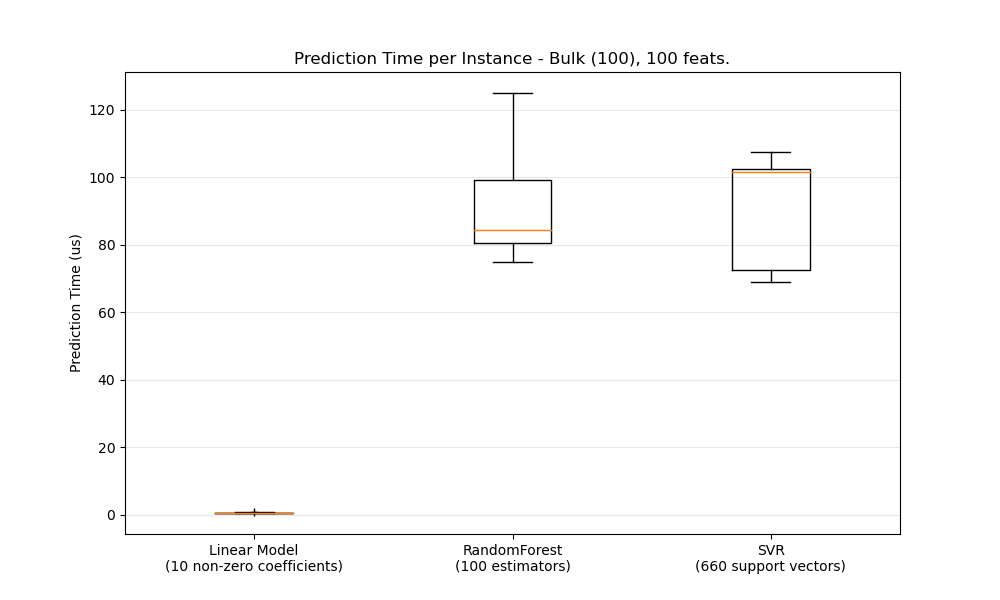 Prediction Time per Instance - Bulk (100), 100 feats.
120
100
80
60
40
20
0
Prediction Time (us)
Linear Model
(10 non-zero coefficients)
RandomForest
(100 estimators)
SVR
(660 support vectors)